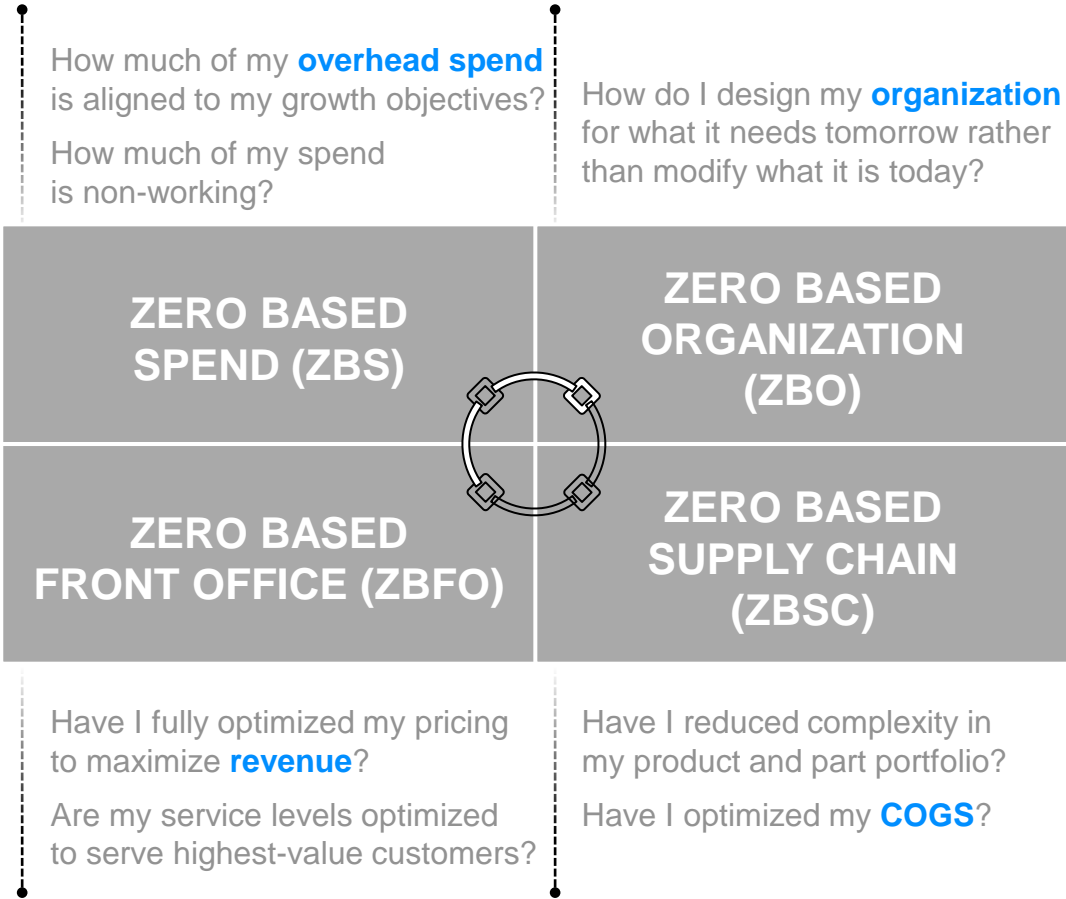 How much of my overhead spend
is aligned to my growth objectives?
How much of my spend
is non-working?
How do I design my organization
for what it needs tomorrow rather
than modify what it is today?
ZERO BASED
SPEND (ZBS)
ZERO BASED
ORGANIZATION
(ZBO)
ZERO BASED
FRONT OFFICE (ZBFO)
ZERO BASED
SUPPLY CHAIN
(ZBSC)
Have I fully optimized my pricing
to maximize revenue?
Are my service levels optimized
to serve highest-value customers?
Have I reduced complexity in
my product and part portfolio?
Have I optimized my COGS?